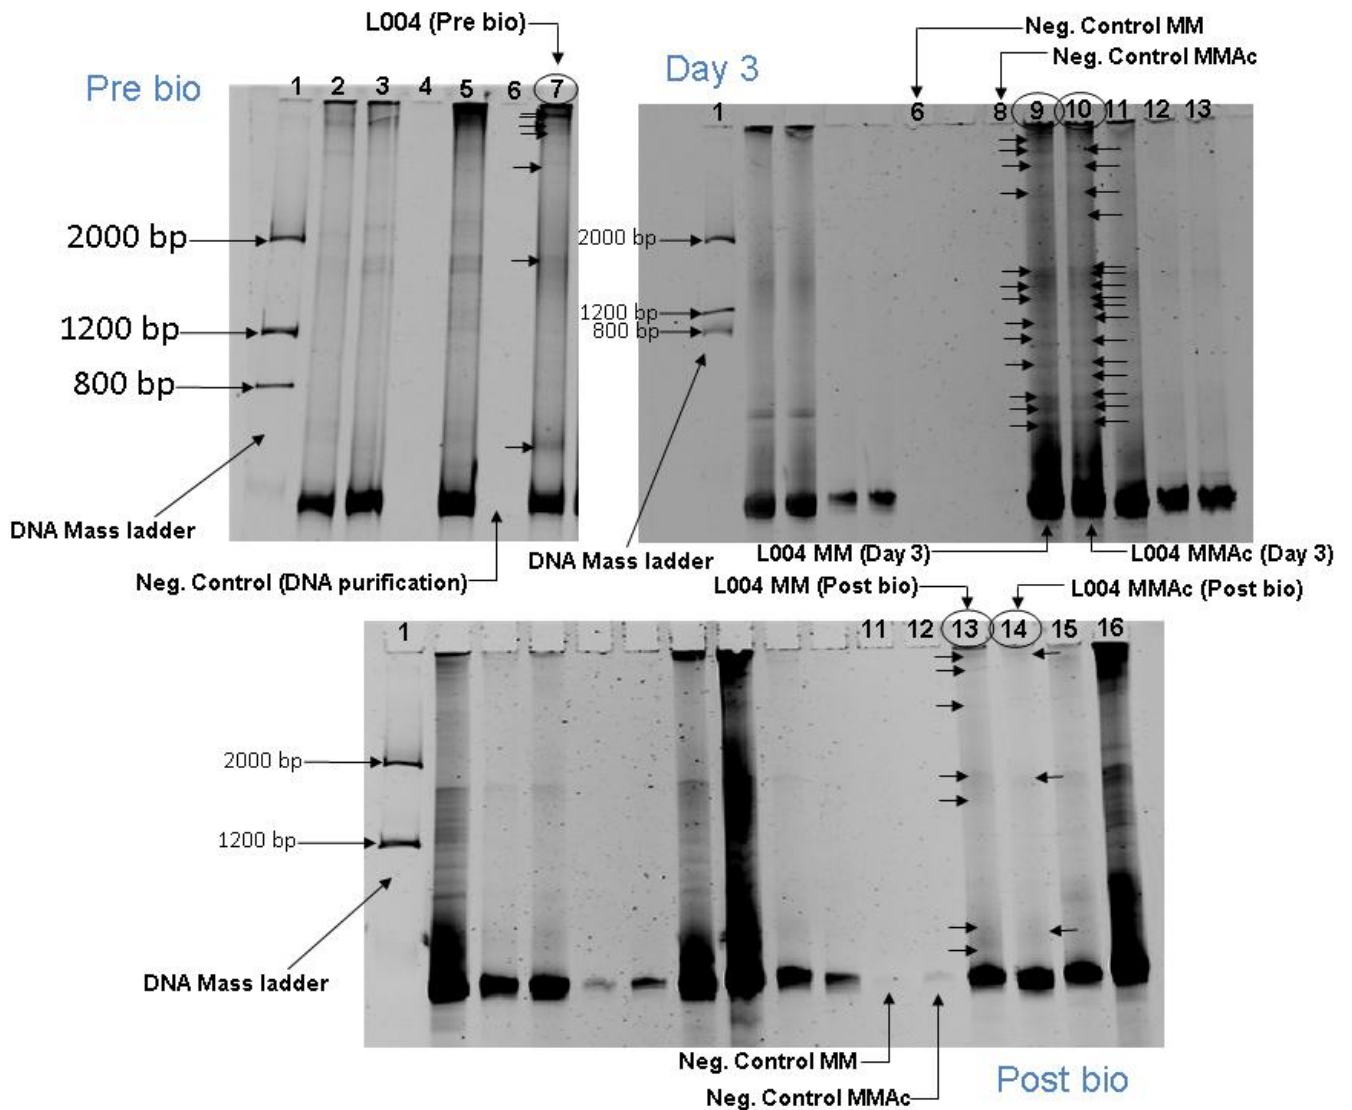 L004 (Pre bio)
Pre bio
1 2 3 4 5 6 7
2000 bp
1200 bp
800 bp
DNA Mass ladder
Neg. Control (DNA purification)
Neg. Control MM
Neg. Control MMAc
Day 3
1 6 8 9 10 11 12 13
2000 bp
1200 bp
800 bp
DNA Mass ladder
L004 MM (Day 3)
L004 MMAc (Day 3)
L004 MM (Post bio)
L004 MMAc (Post bio)
1 11 12 13 14 15 16
2000 bp
1200 bp
DNA Mass ladder
Neg. Control MM
Neg. Control MMAc
Post bio